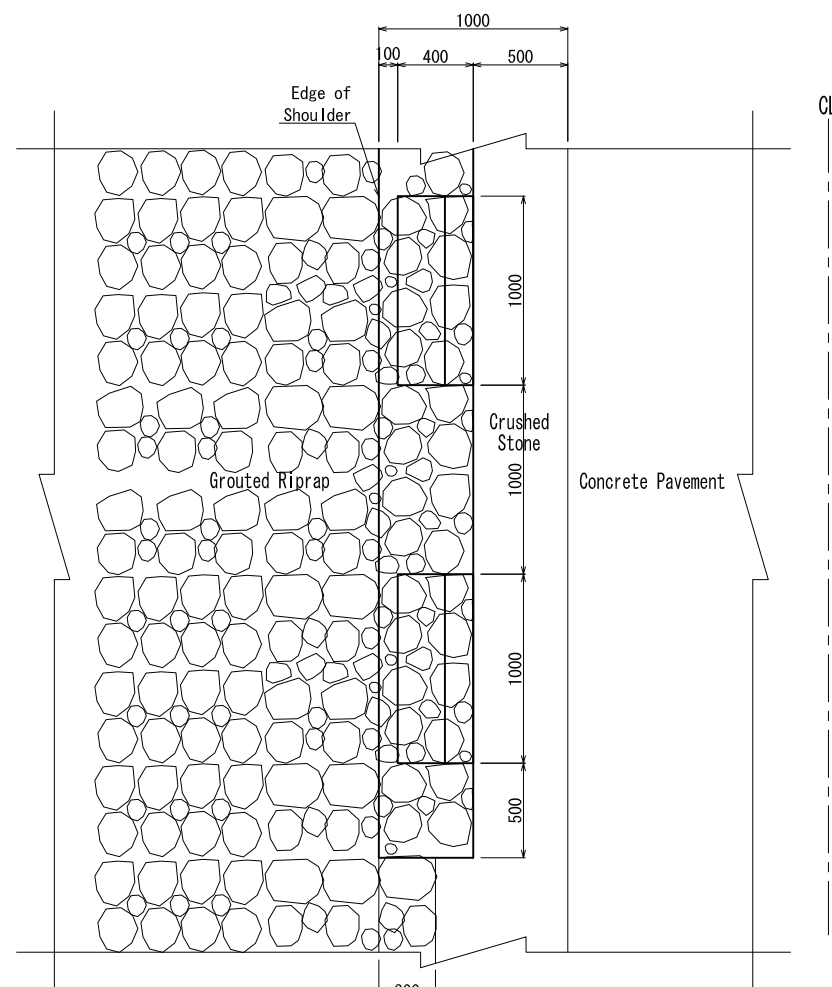 1000
100
400
500
Edge of
Shoulder
CL
1000
Crushed
Stone
1000
Grouted Riprap
Concrete Pavement
1000
500